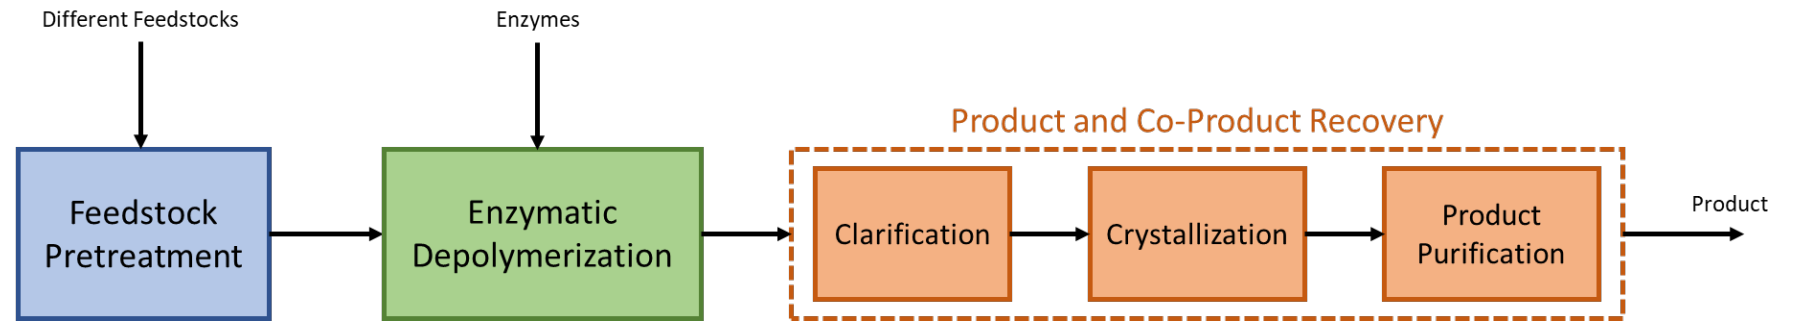 Different Feedstocks
Enzymes
Product and Co-Product Recovery
Feedstock
Pretreatment
Enzymatic
Depolymerization
Clarification
Crystallization
Product
Purification
Product